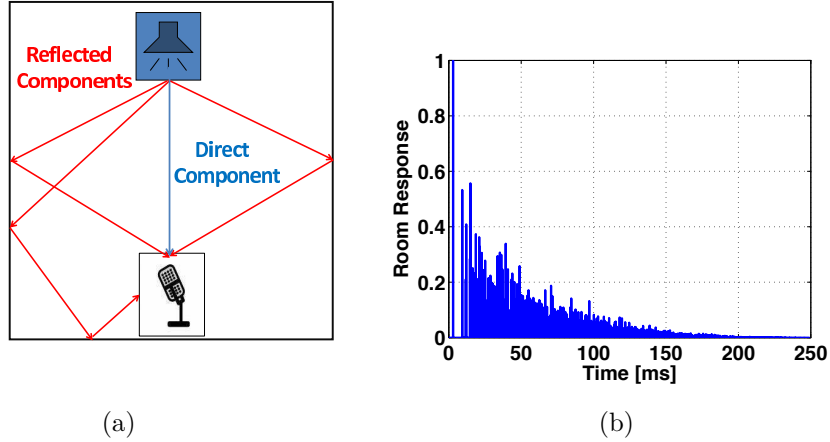 Reflected
Components
Direct
Component
(a)
Room Response
1
0.8
0.6
0.4
0.2
0
0 50 100 150 200 250
Time [ms]
(b)